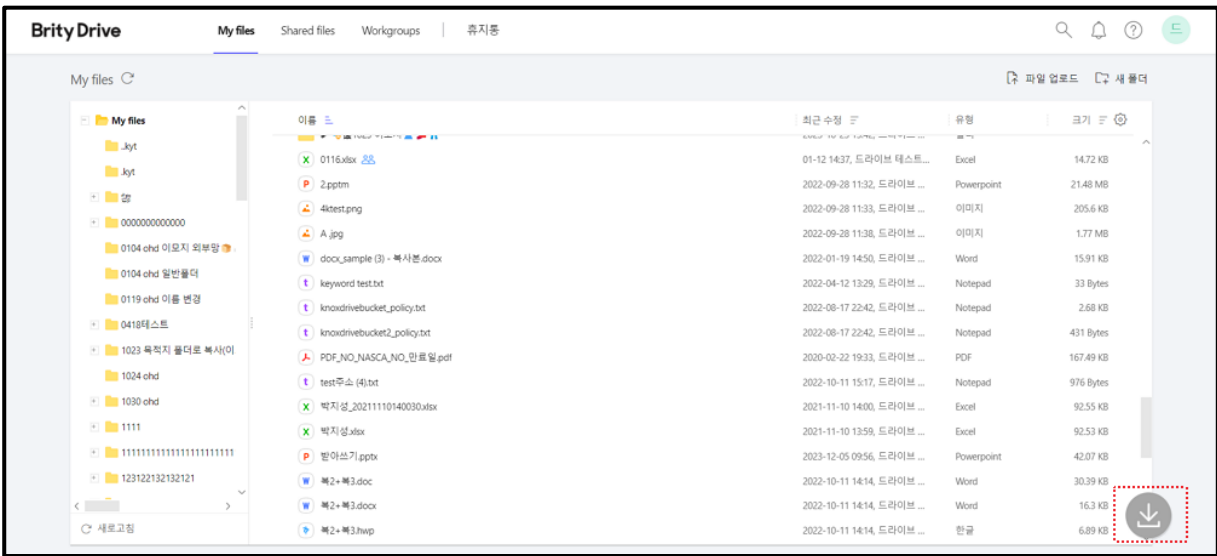 Brity Drive My files Shared files Workgroups 휴지통 드
My files 파일 업로드 새 폴더
My files
.kyt
.kyt
0000000000000
0104 ohd 이모지 외부망
0104 ohd 일반폴더
0119 ohd 이름 변경
0418테스트
1023 목적지 폴더로 복사(이
1024 ohd
1030 ohd
1111
1111111111111111111111
123122132132121
새로고침
이름 최근 수정 유형 크기
0116.xlsx 01-12 14:37, 드라이브 테스트... Excel 14.72 KB
2.pptm 2022-09-28 11:32, 드라이브 ... Powerpoint 21.48 MB
4ktest.png 2022-09-28 11:33, 드라이브 ... 이미지 205.6 KB
A .jpg 2022-09-28 11:38, 드라이브 ... 이미지 1.77 MB
docx_sample (3) - 복사본.docx 2022-01-19 14:50, 드라이브 ... Word 15.91 KB
keyword test.txt 2022-04-12 13:29, 드라이브 ... Notepad 33 Bytes
knoxdrivebucket_policy.txt 2022-08-17 22:42, 드라이브 ... Notepad 2.68 KB
knoxdrivebucket2_policy.txt 2022-08-17 22:42, 드라이브 ... Notepad 431 Bytes
PDF_NO_NASCA_NO_만료일.pdf 2020-02-22 19:33, 드라이브 ... PDF 167.49 KB
test주소 (4).txt 2022-10-11 15:17, 드라이브 ... Notepad 976 Bytes
박지성_20211110140030.xlsx 2021-11-10 14:00, 드라이브 ... Excel 92.55 KB
박지성.xlsx 2021-11-10 13:59, 드라이브 ... Excel 92.53 KB
받아쓰기.pptx 2023-12-05 09:56, 드라이브 ... Powerpoint 42.07 KB
복2+복3.doc 2022-10-11 14:14, 드라이브 ... Word 30.39 KB
복2+복3.docx 2022-10-11 14:14, 드라이브 ... Word 16.3 KB
복2+복3.hwp 2022-10-11 14:14, 드라이브 ... 한글 6.89 KB